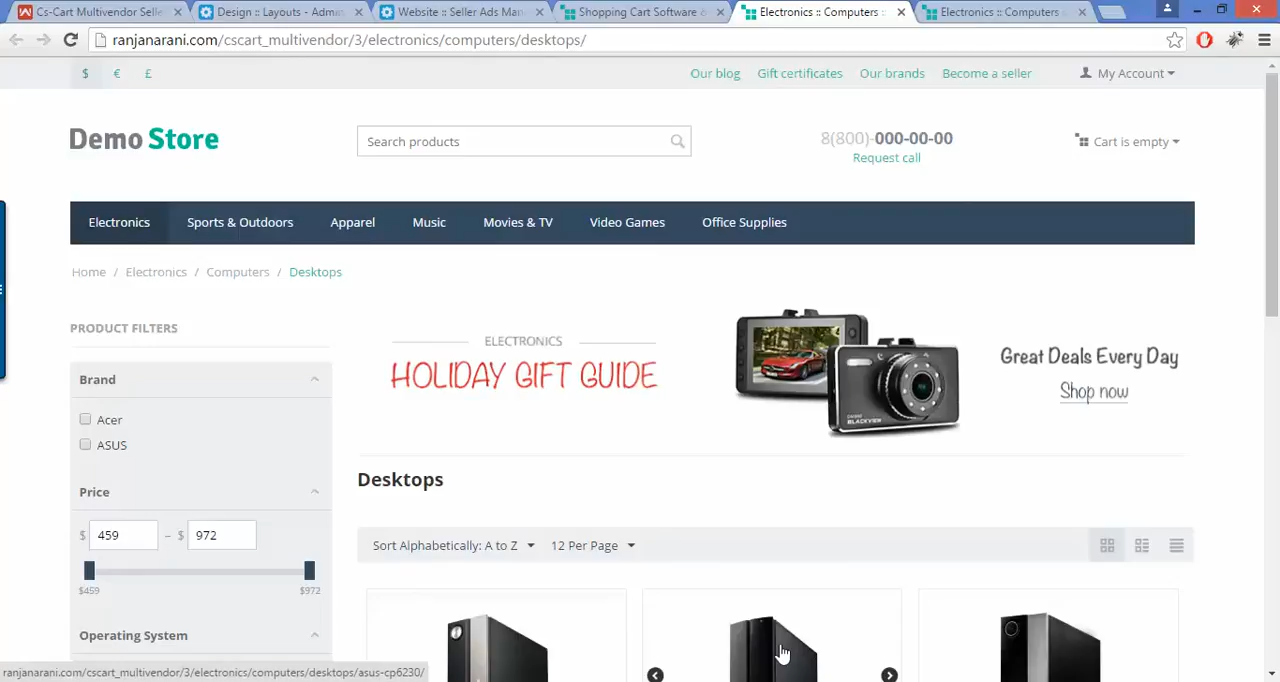 Cs-Cart Multivendor Selle
Design :: Layouts - Admin
Website :: Seller Ads Man
Shopping Cart Software &
Electronics :: Computers ::
Electronics :: Computers
ranjanarani.com/cscart_multivendor/3/electronics/computers/desktops/
$ € £
Our blog Gift certificates Our brands Become a seller My Account
Demo Store
Search products
8(800)-000-00-00
Request call
Cart is empty
Electronics Sports & Outdoors Apparel Music Movies & TV Video Games Office Supplies
Home / Electronics / Computers / Desktops
PRODUCT FILTERS
Brand
Acer
ASUS
Price
$ 459 – $ 972
$459 $972
Operating System
ELECTRONICS
HOLIDAY GIFT GUIDE
BLACKVIEW
Great Deals Every Day
Shop now
Desktops
Sort Alphabetically: A to Z 12 Per Page
ranjanarani.com/cscart_multivendor/3/electronics/computers/desktops/asus-cp6230/